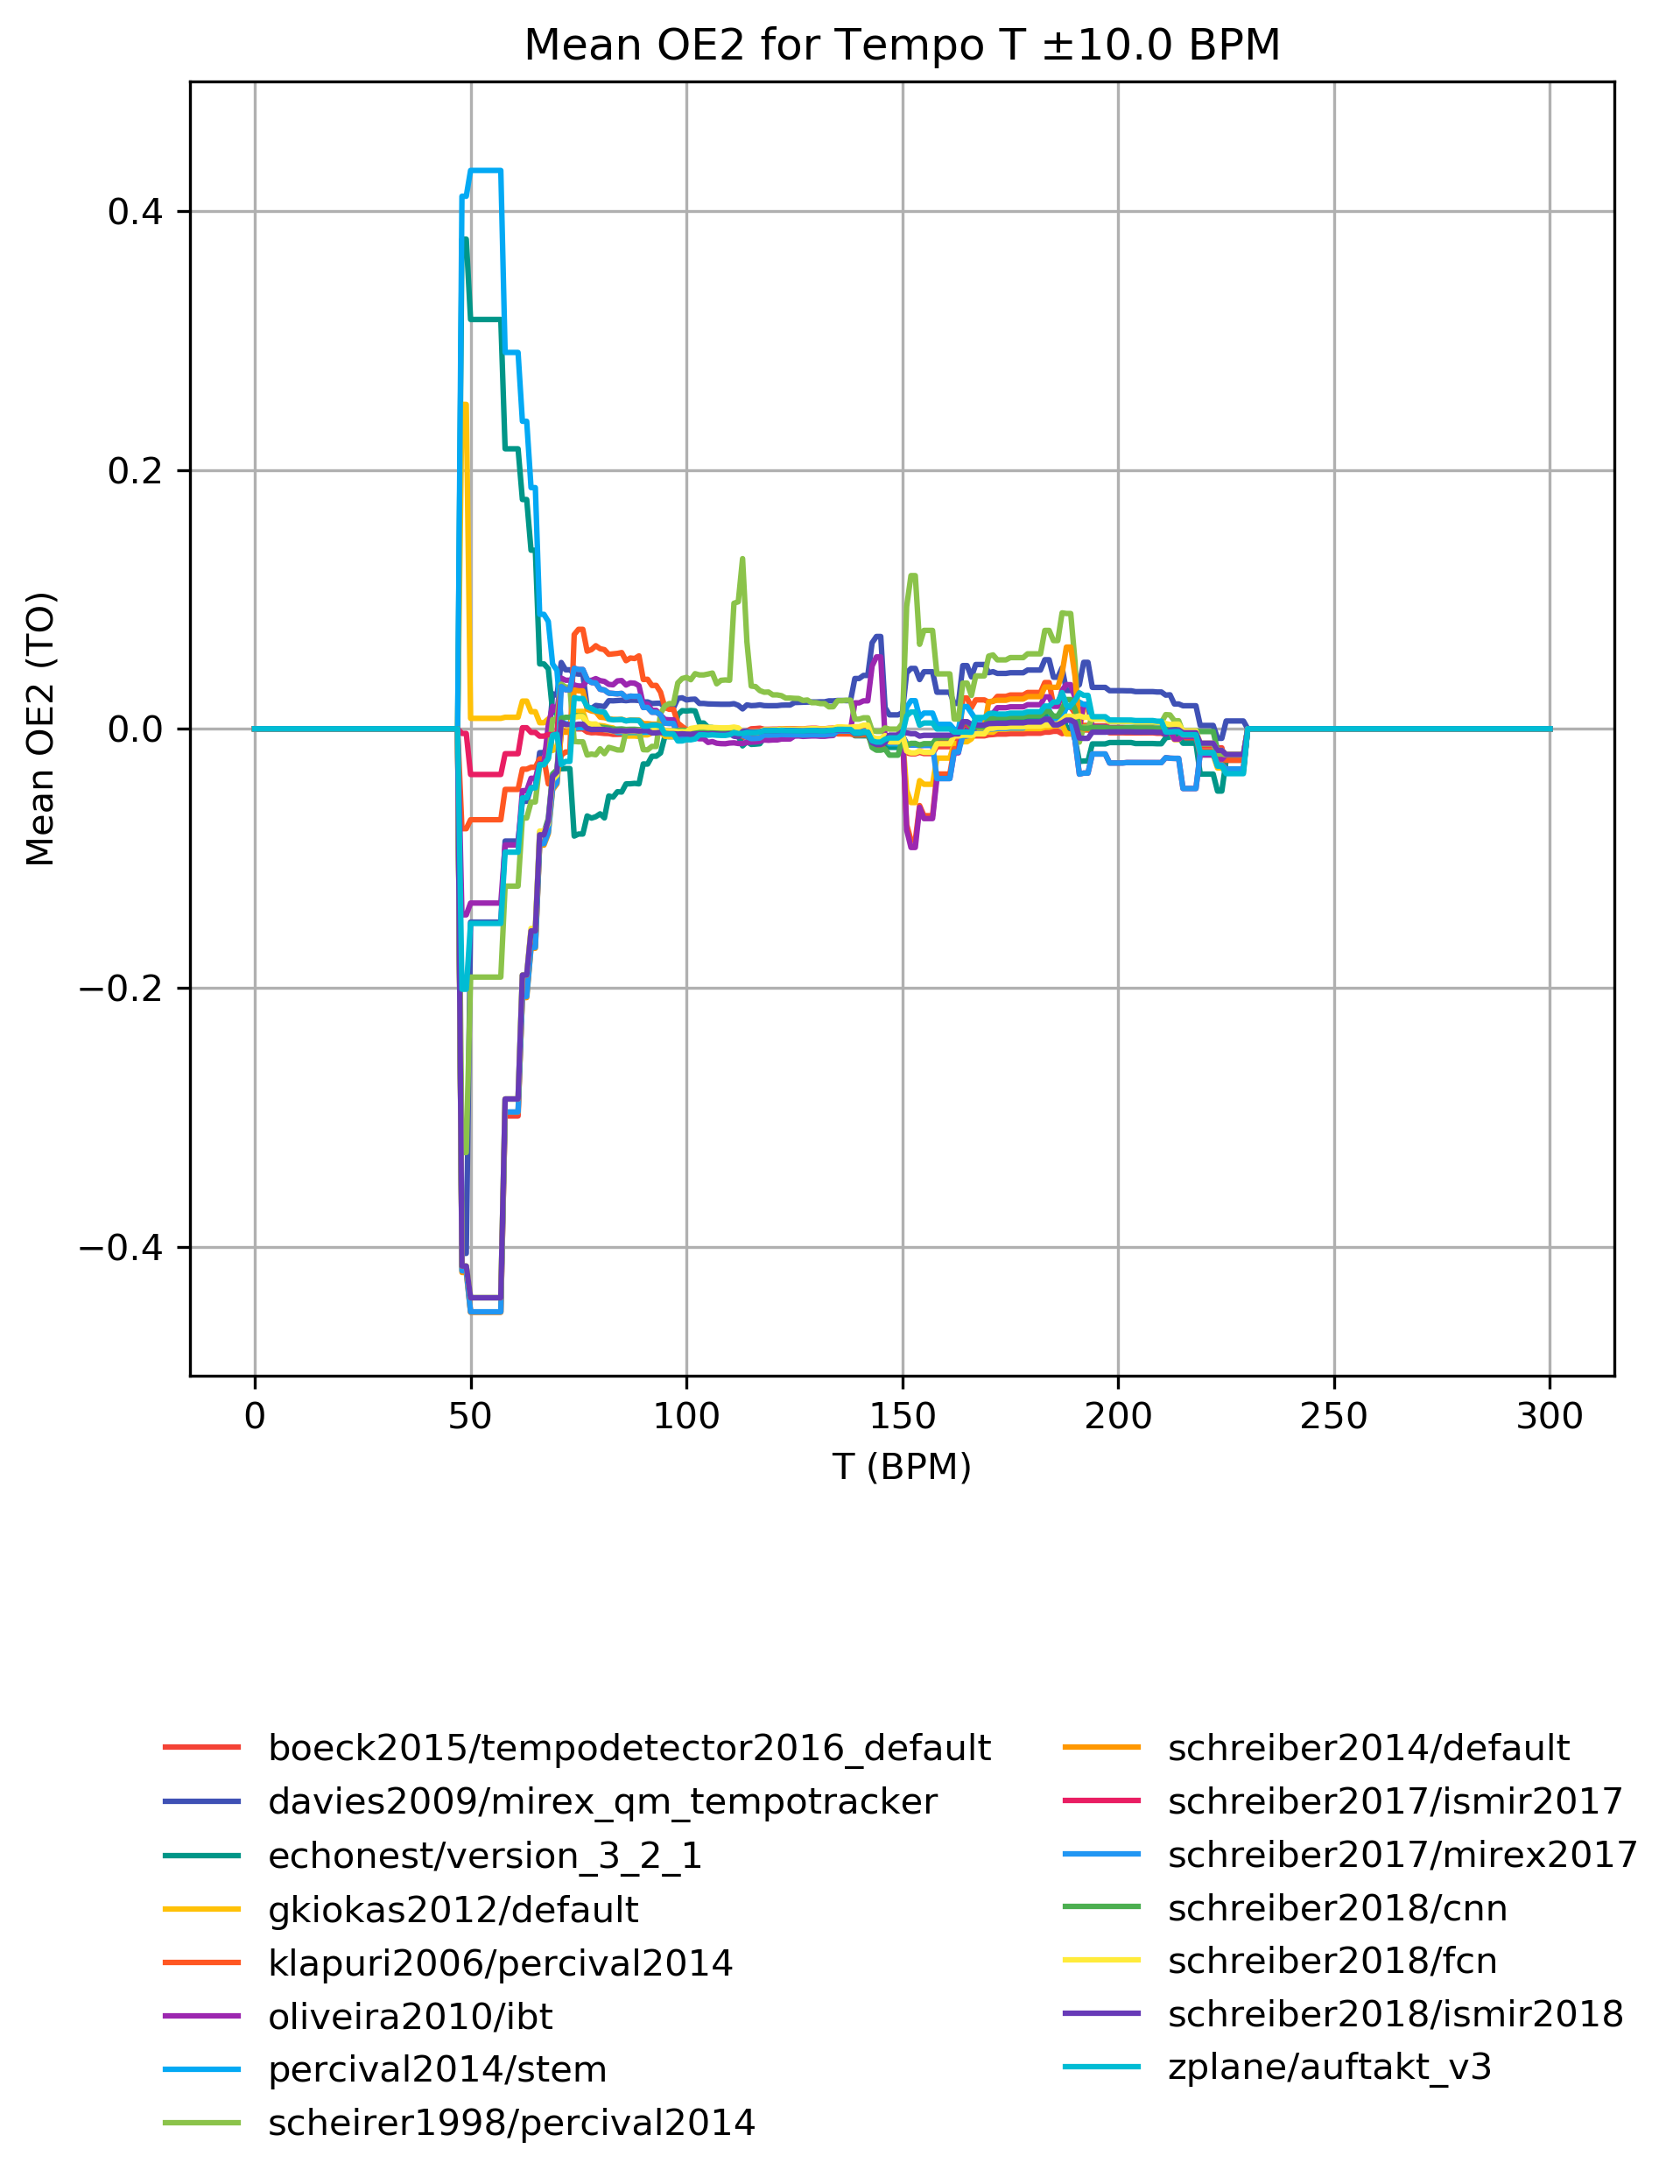 Mean OE2 for Tempo T ±10.0 BPM
0.4
0.2
0.0
−0.2
−0.4
Mean OE2 (TO)
0 50 100 150 200 250 300
T (BPM)
boeck2015/tempodetector2016_default
davies2009/mirex_qm_tempotracker
echonest/version_3_2_1
gkiokas2012/default
klapuri2006/percival2014
oliveira2010/ibt
percival2014/stem
scheirer1998/percival2014
schreiber2014/default
schreiber2017/ismir2017
schreiber2017/mirex2017
schreiber2018/cnn
schreiber2018/fcn
schreiber2018/ismir2018
zplane/auftakt_v3